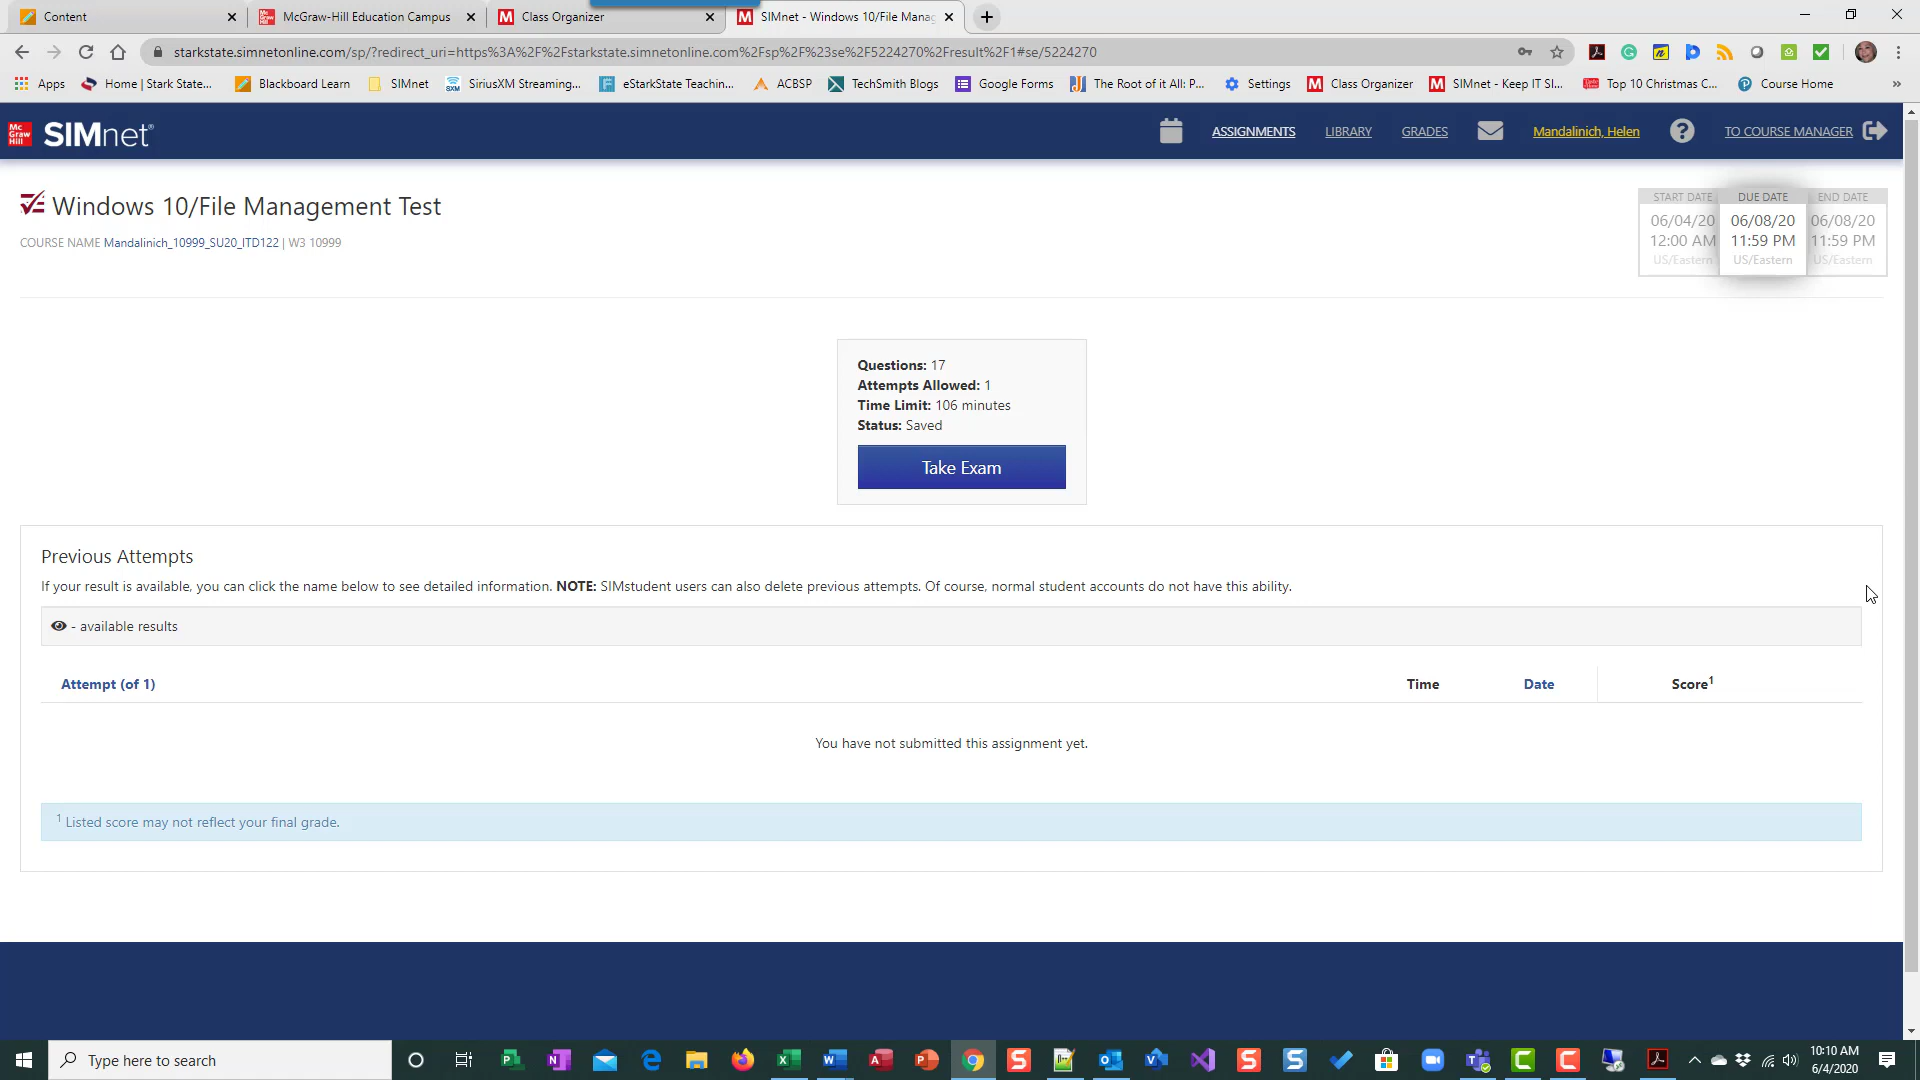 Content
McGraw-Hill Education Campus
Class Organizer
SIMnet - Windows 10/File Manag
starkstate.simnetonline.com/sp/?redirect_uri=https%3A%2F%2Fstarkstate.simnetonline.com%2Fsp%2F%23se%2F5224270%2Fresult%2F1#se/5224270
Apps
Home | Stark State...
Blackboard Learn
SIMnet
SiriusXM Streaming...
eStarkState Teachin...
ACBSP
TechSmith Blogs
Google Forms
The Root of it All: P...
Settings
Class Organizer
SIMnet - Keep IT SI...
Top 10 Christmas C...
Course Home
»
Mc Graw Hill
SIMnet®
ASSIGNMENTS
LIBRARY
GRADES
Mandalinich, Helen
TO COURSE MANAGER
Windows 10/File Management Test
COURSE NAME Mandalinich_10999_SU20_ITD122 | W3 10999
START DATE DUE DATE END DATE
06/04/20 06/08/20 06/08/20
12:00 AM 11:59 PM 11:59 PM
US/Eastern US/Eastern US/Eastern
Questions: 17
Attempts Allowed: 1
Time Limit: 106 minutes
Status: Saved
Take Exam
Previous Attempts
If your result is available, you can click the name below to see detailed information. NOTE: SIMstudent users can also delete previous attempts. Of course, normal student accounts do not have this ability.
- available results
Attempt (of 1) Time Date Score1
You have not submitted this assignment yet.
1 Listed score may not reflect your final grade.
Type here to search
10:10 AM
6/4/2020